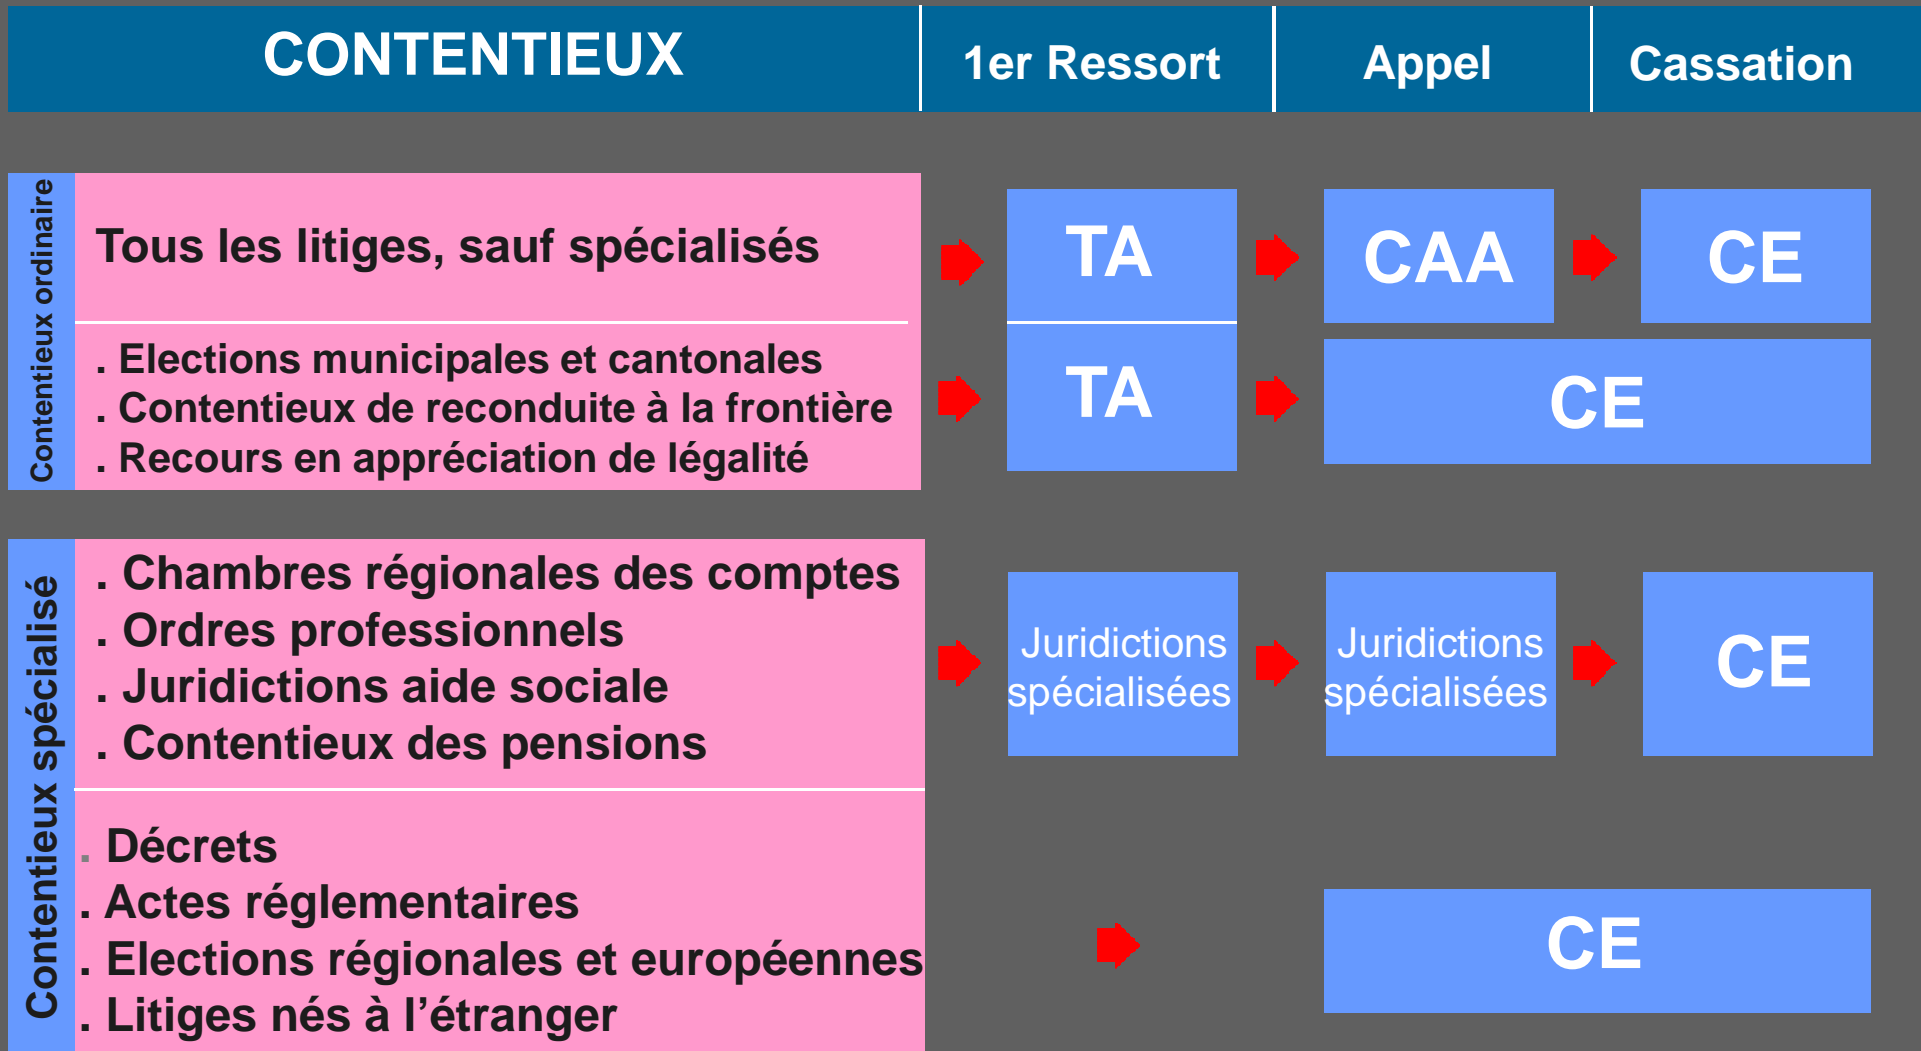 CONTENTIEUX
1er Ressort
Appel
Cassation
Contentieux ordinaire
Tous les litiges, sauf spécialisés
TA
CAA
CE
. Elections municipales et cantonales
. Contentieux de reconduite à la frontière
. Recours en appréciation de légalité
TA
CE
Contentieux spécialisé
. Chambres régionales des comptes
. Ordres professionnels
. Juridictions aide sociale
. Contentieux des pensions
Juridictions
spécialisées
Juridictions
spécialisées
CE
. Décrets
. Actes réglementaires
. Elections régionales et européennes
. Litiges nés à l’étranger
CE